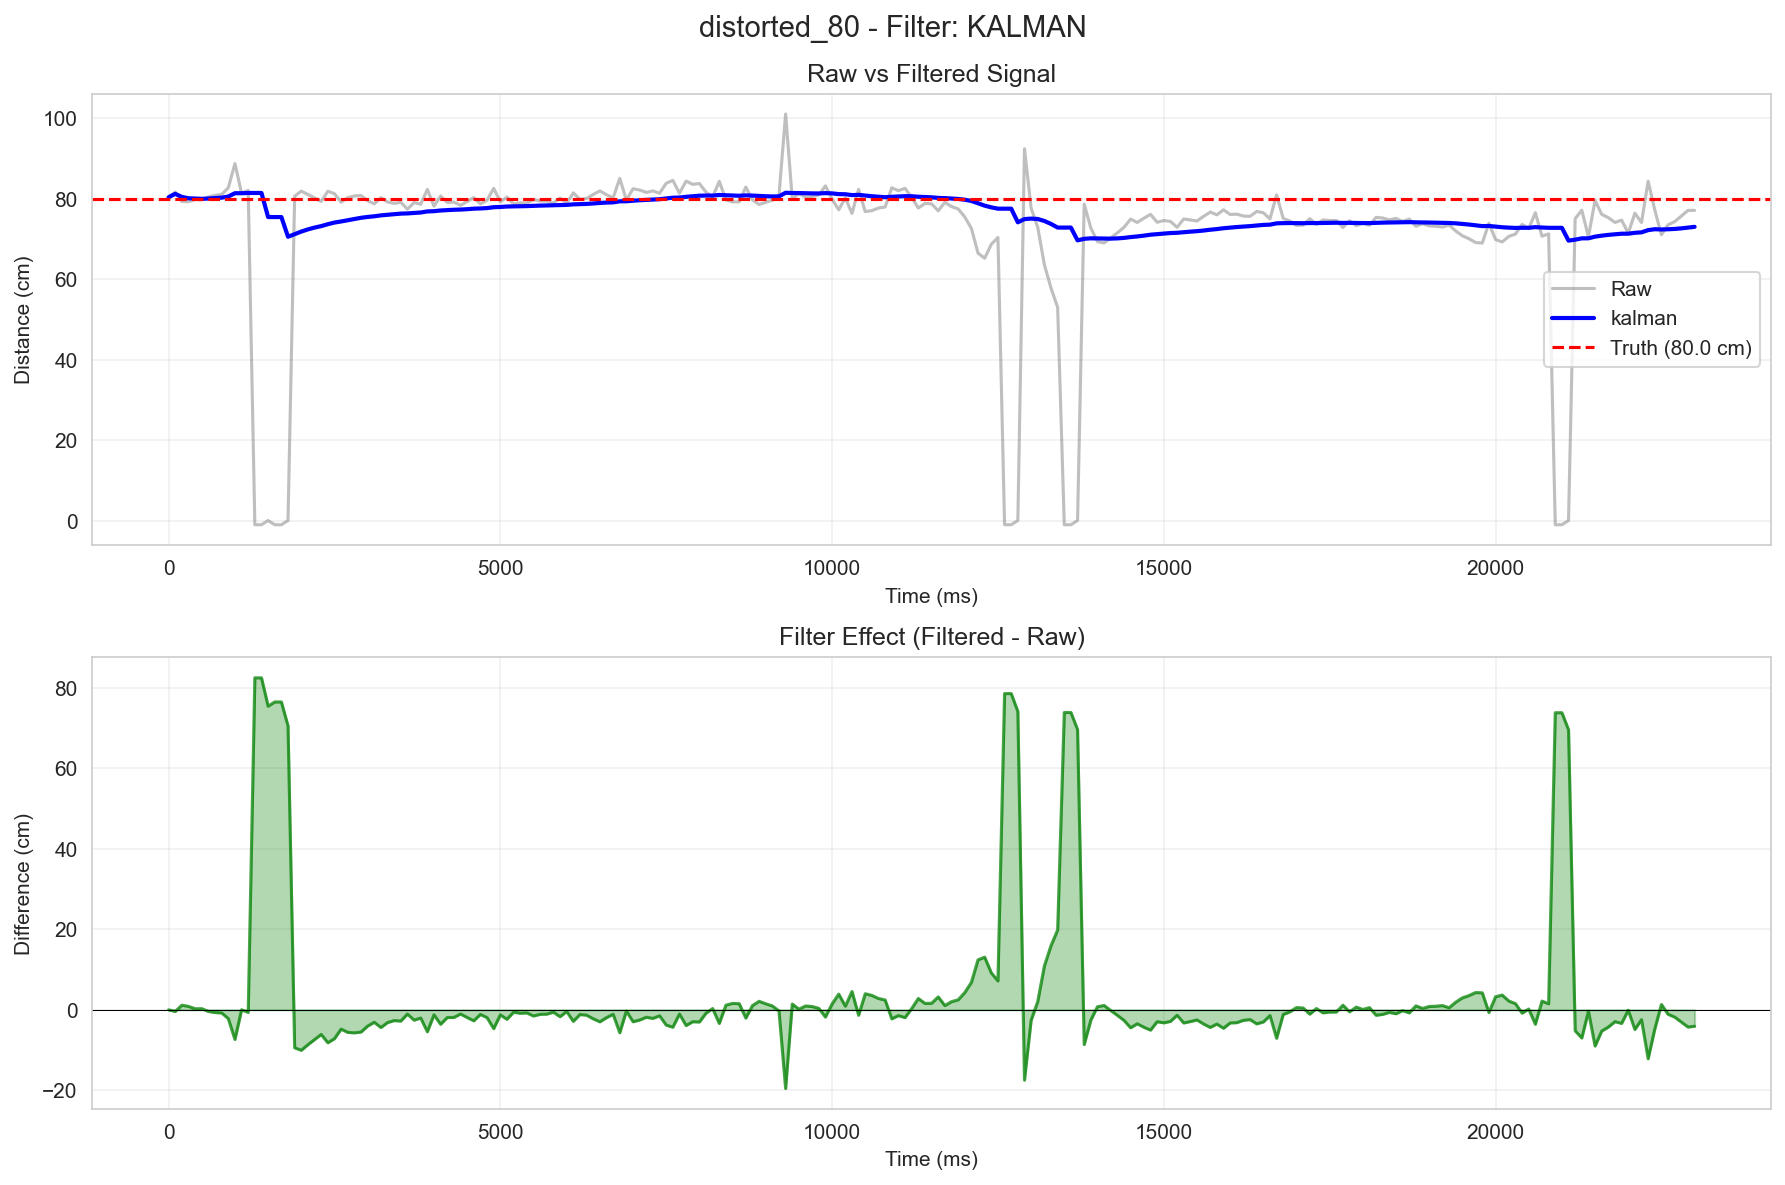 distorted_80 - Filter: KALMAN
Raw vs Filtered Signal
100
80
60
40
20
0
Distance (cm)
Raw
kalman
Truth (80.0 cm)
0 5000 10000 15000 20000
Time (ms)
Filter Effect (Filtered - Raw)
80
60
40
20
0
−20
Difference (cm)
0 5000 10000 15000 20000
Time (ms)